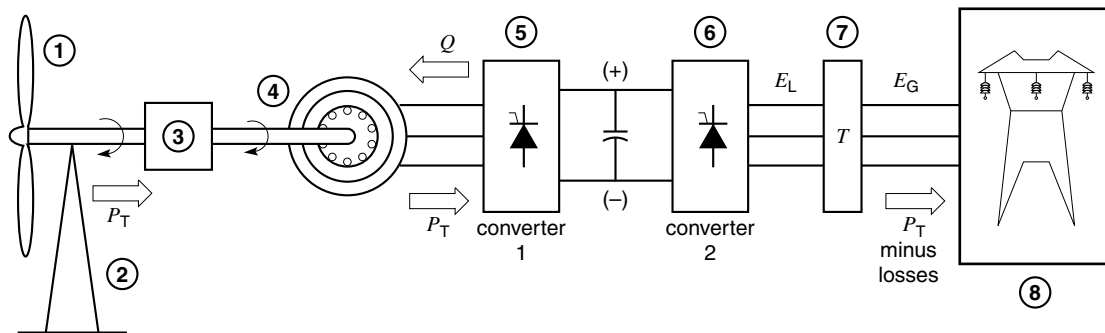 1
2
P_T
3
4
Q
P_T
5
converter
1
(+)
(–)
6
converter
2
E_L
7
T
E_G
P_T
minus
losses
8